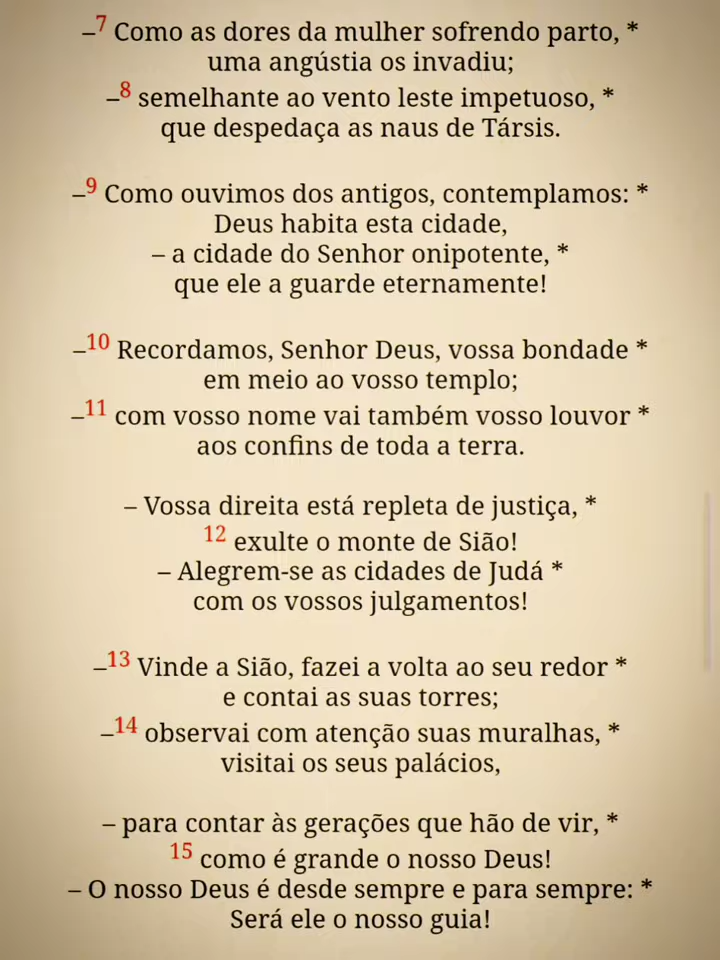 –7 Como as dores da mulher sofrendo parto, *
uma angústia os invadiu;
–8 semelhante ao vento leste impetuoso, *
que despedaça as naus de Társis.
–9 Como ouvimos dos antigos, contemplamos: *
Deus habita esta cidade,
– a cidade do Senhor onipotente, *
que ele a guarde eternamente!
–10 Recordamos, Senhor Deus, vossa bondade *
em meio ao vosso templo;
–11 com vosso nome vai também vosso louvor *
aos confins de toda a terra.
– Vossa direita está repleta de justiça, *
12 exulte o monte de Sião!
– Alegrem-se as cidades de Judá *
com os vossos julgamentos!
–13 Vinde a Sião, fazei a volta ao seu redor *
e contai as suas torres;
–14 observai com atenção suas muralhas, *
visitai os seus palácios,
– para contar às gerações que hão de vir, *
15 como é grande o nosso Deus!
– O nosso Deus é desde sempre e para sempre: *
Será ele o nosso guia!